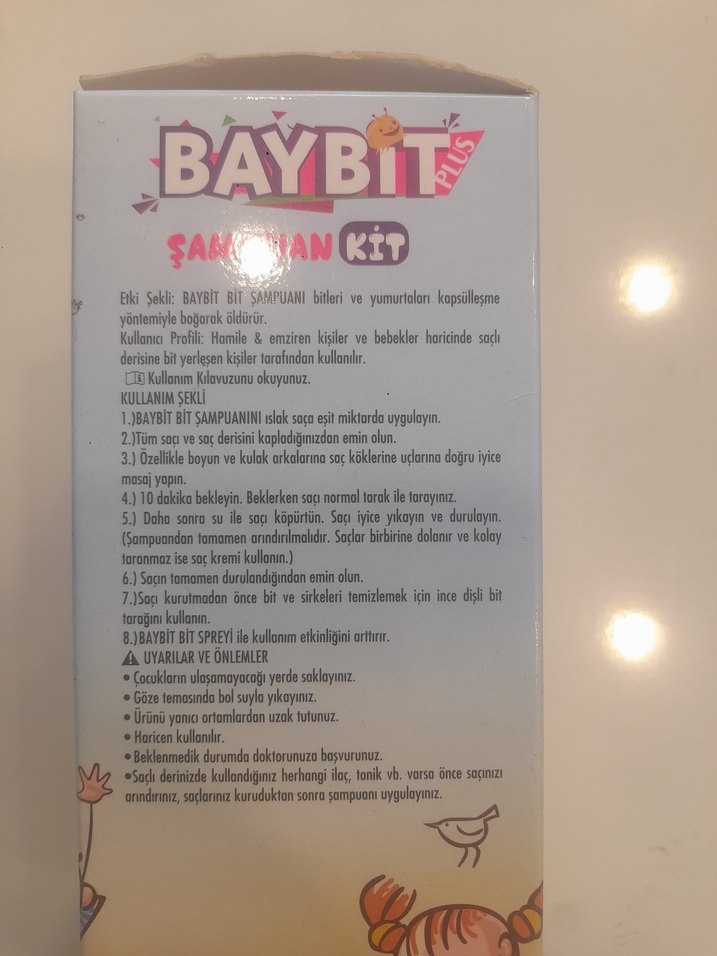 BAYBİT PLUS
KİT
Etki Şekli: BAYBİT BİT ŞAMPUANI bitleri ve yumurtaları kapsülleşme
yöntemiyle boğarak öldürür.
Kullanıcı Profili: Hamile & emziren kişiler ve bebekler haricinde saçlı
derisine bit yerleşen kişiler tarafından kullanılır.
Kullanım Kılavuzunu okuyunuz.
KULLANIM ŞEKLİ
1.)BAYBİT BİT ŞAMPUANINI ıslak saça eşit miktarda uygulayın.
2.)Tüm saçı ve saç derisini kapladığınızdan emin olun.
3.) Özellikle boyun ve kulak arkalarına saç köklerine uçlarına doğru iyice
masaj yapın.
4.) 10 dakika bekleyin. Beklerken saçı normal tarak ile tarayınız.
5.) Daha sonra su ile saçı köpürtün. Saçı iyice yıkayın ve durulayın.
(Şampuandan tamamen arındırılmalıdır. Saçlar birbirine dolanır ve kolay
taranmaz ise saç kremi kullanın.)
6.) Saçın tamamen durulandığından emin olun.
7.)Saçı kurutmadan önce bit ve sirkeleri temizlemek için ince dişli bit
tarağını kullanın.
8.)BAYBİT BİT SPREYİ ile kullanım etkinliğini arttırır.
UYARILAR VE ÖNLEMLER
• Çocukların ulaşamayacağı yerde saklayınız.
• Göze temasında bol suyla yıkayınız.
• Ürünü yanıcı ortamlardan uzak tutunuz.
• Haricen kullanılır.
• Beklenmedik durumda doktorunuza başvurunuz.
•Saçlı derinizde kullandığınız herhangi ilaç, tonik vb. varsa önce saçınızı
arındırınız, saçlarınız kuruduktan sonra şampuanı uygulayınız.